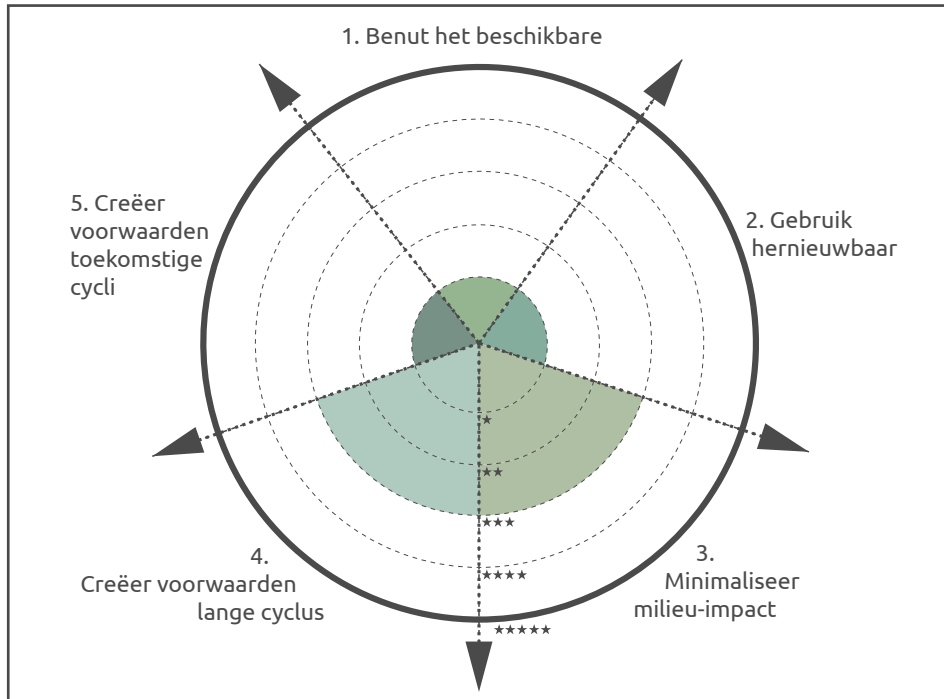 1. Benut het beschikbare
2. Gebruik
hernieuwbaar
3.
Minimaliseer
milieu-impact
4.
Creëer voorwaarden
lange cyclus
5. Creëer
voorwaarden
toekomstige
cycli
★
★★
★★★
★★★★
★★★★★